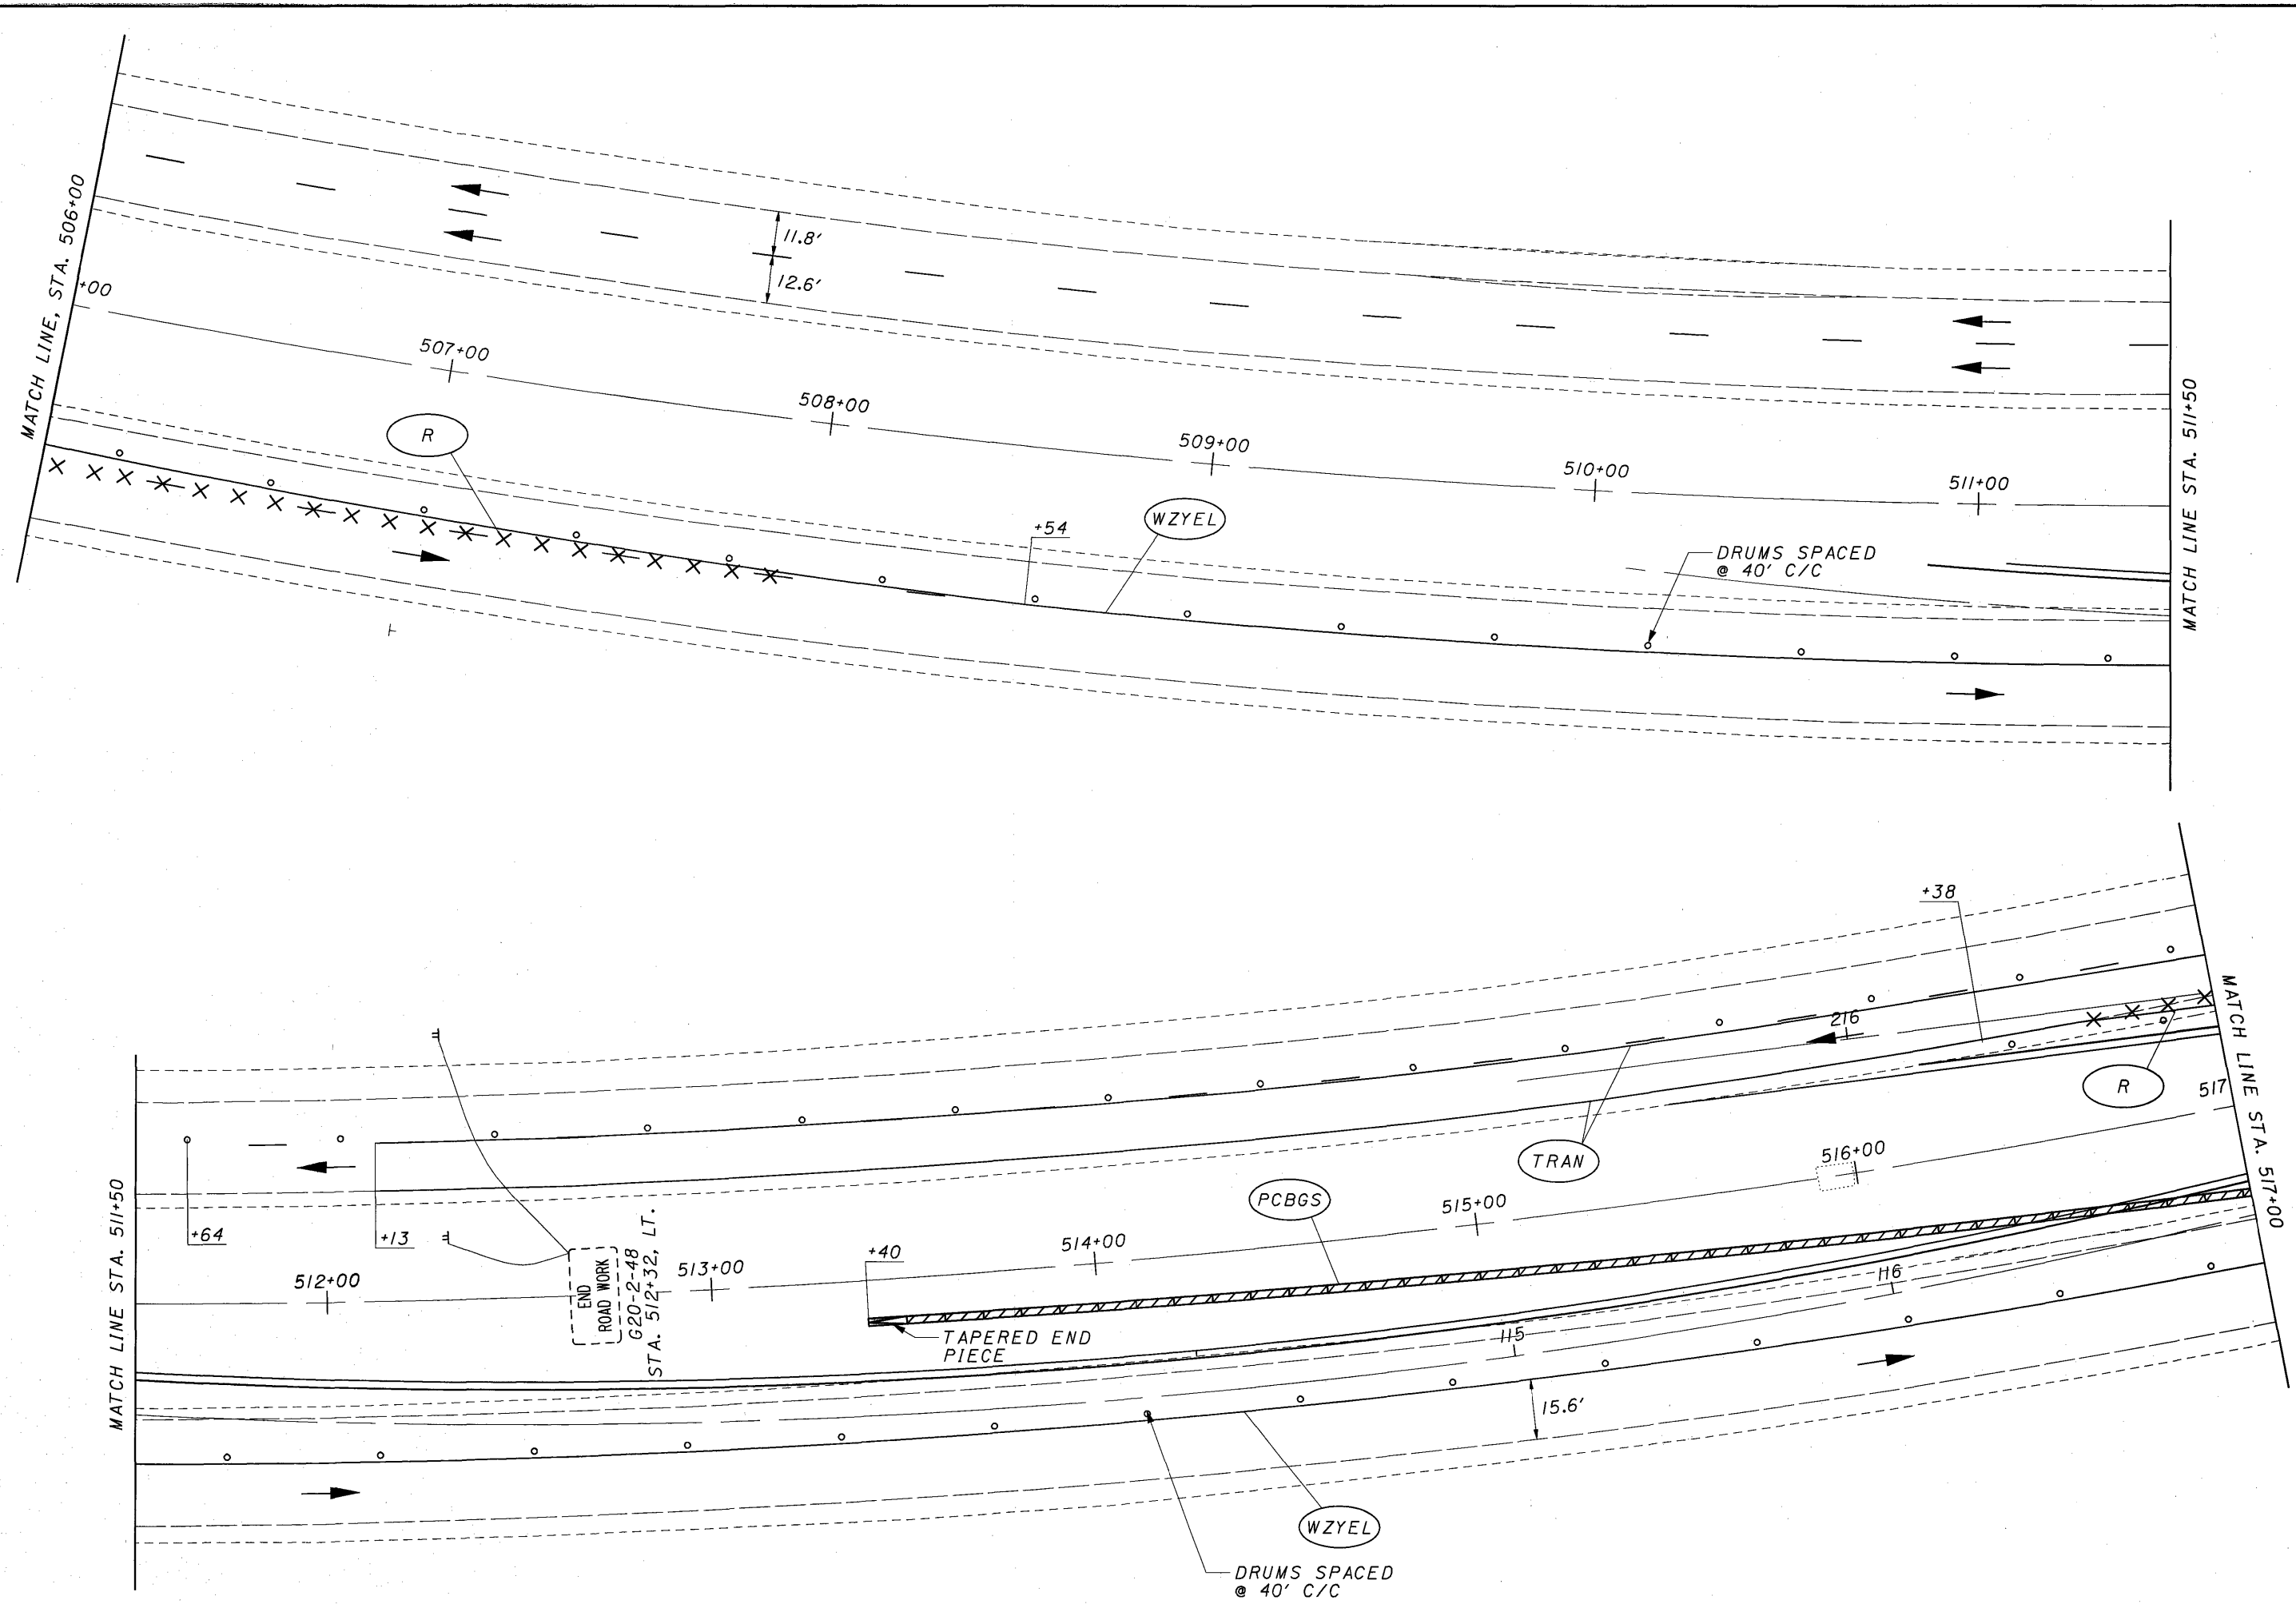 MATCH LINE, STA. 506+00
+00
11.8'
12.6'
507+00
R
508+00
509+00
WZYEL
+54
510+00
DRUMS SPACED
@ 40' C/C
511+00
MATCH LINE STA. 511+50
MATCH LINE STA. 511+50
+64
+13
512+00
END
ROAD WORK
G20-2-48
STA. 512+32, LT.
513+00
+40
TAPERED END
PIECE
514+00
PCBGS
515+00
TRAN
216
+38
516+00
R
517
115
116
15.6'
WZYEL
DRUMS SPACED
@ 40' C/C
MATCH LINE STA. 517+00